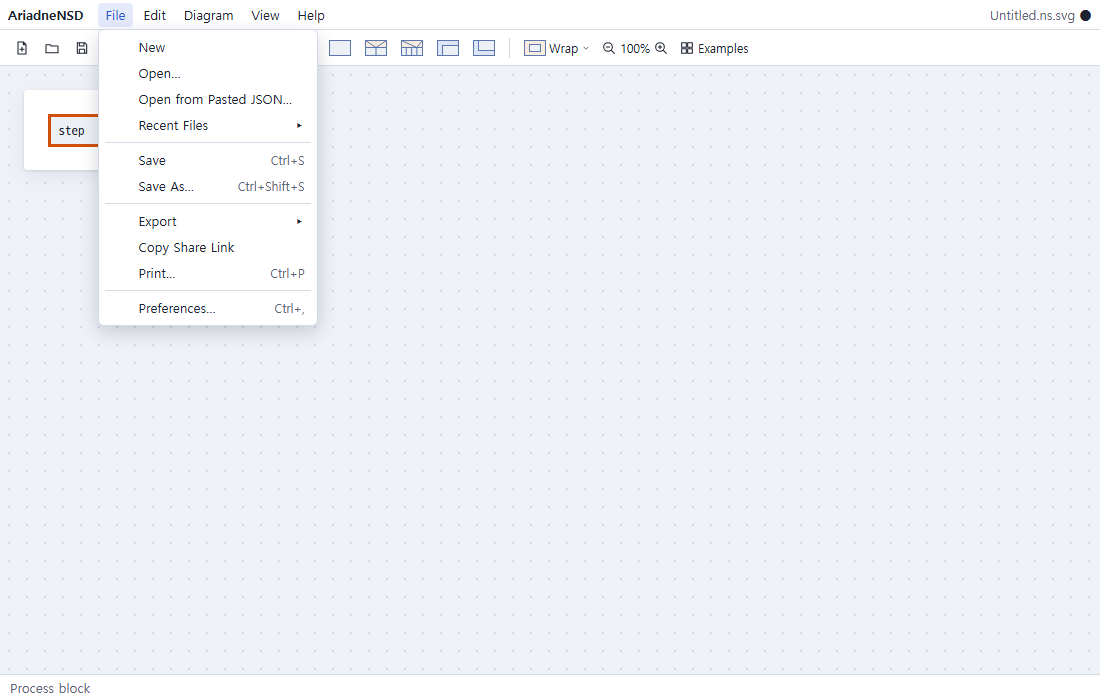 AriadneNSD File Edit Diagram View Help Untitled.ns.svg
Wrap 100% Examples
New
Open...
Open from Pasted JSON...
Recent Files
Save Ctrl+S
Save As... Ctrl+Shift+S
Export
Copy Share Link
Print... Ctrl+P
Preferences... Ctrl+,
step
Process block